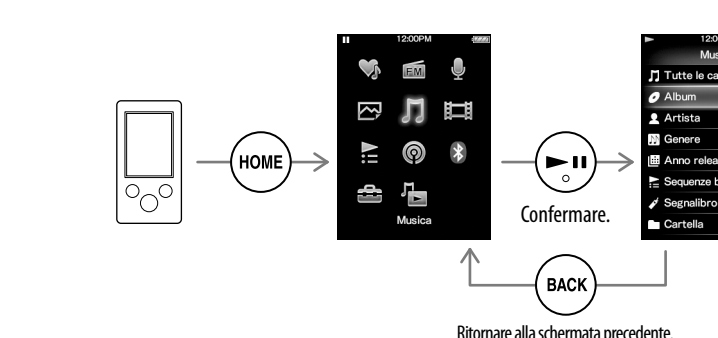 HOME
12:00PM
FM
Musica
Confermare.
BACK
Ritornare alla schermata precedente.
Tutte le ca
Album
Artista
Genere
Anno relea
Sequenze b
Segnalibro
Cartella